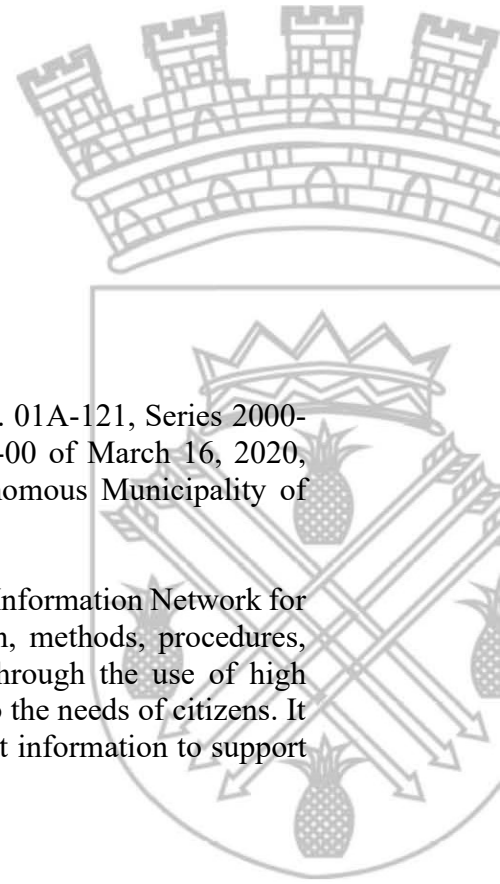 . 01A-121, Series 2000-
-00 of March 16, 2020,
nomous Municipality of
Information Network for
n, methods, procedures,
hrough the use of high
o the needs of citizens. It
t information to support